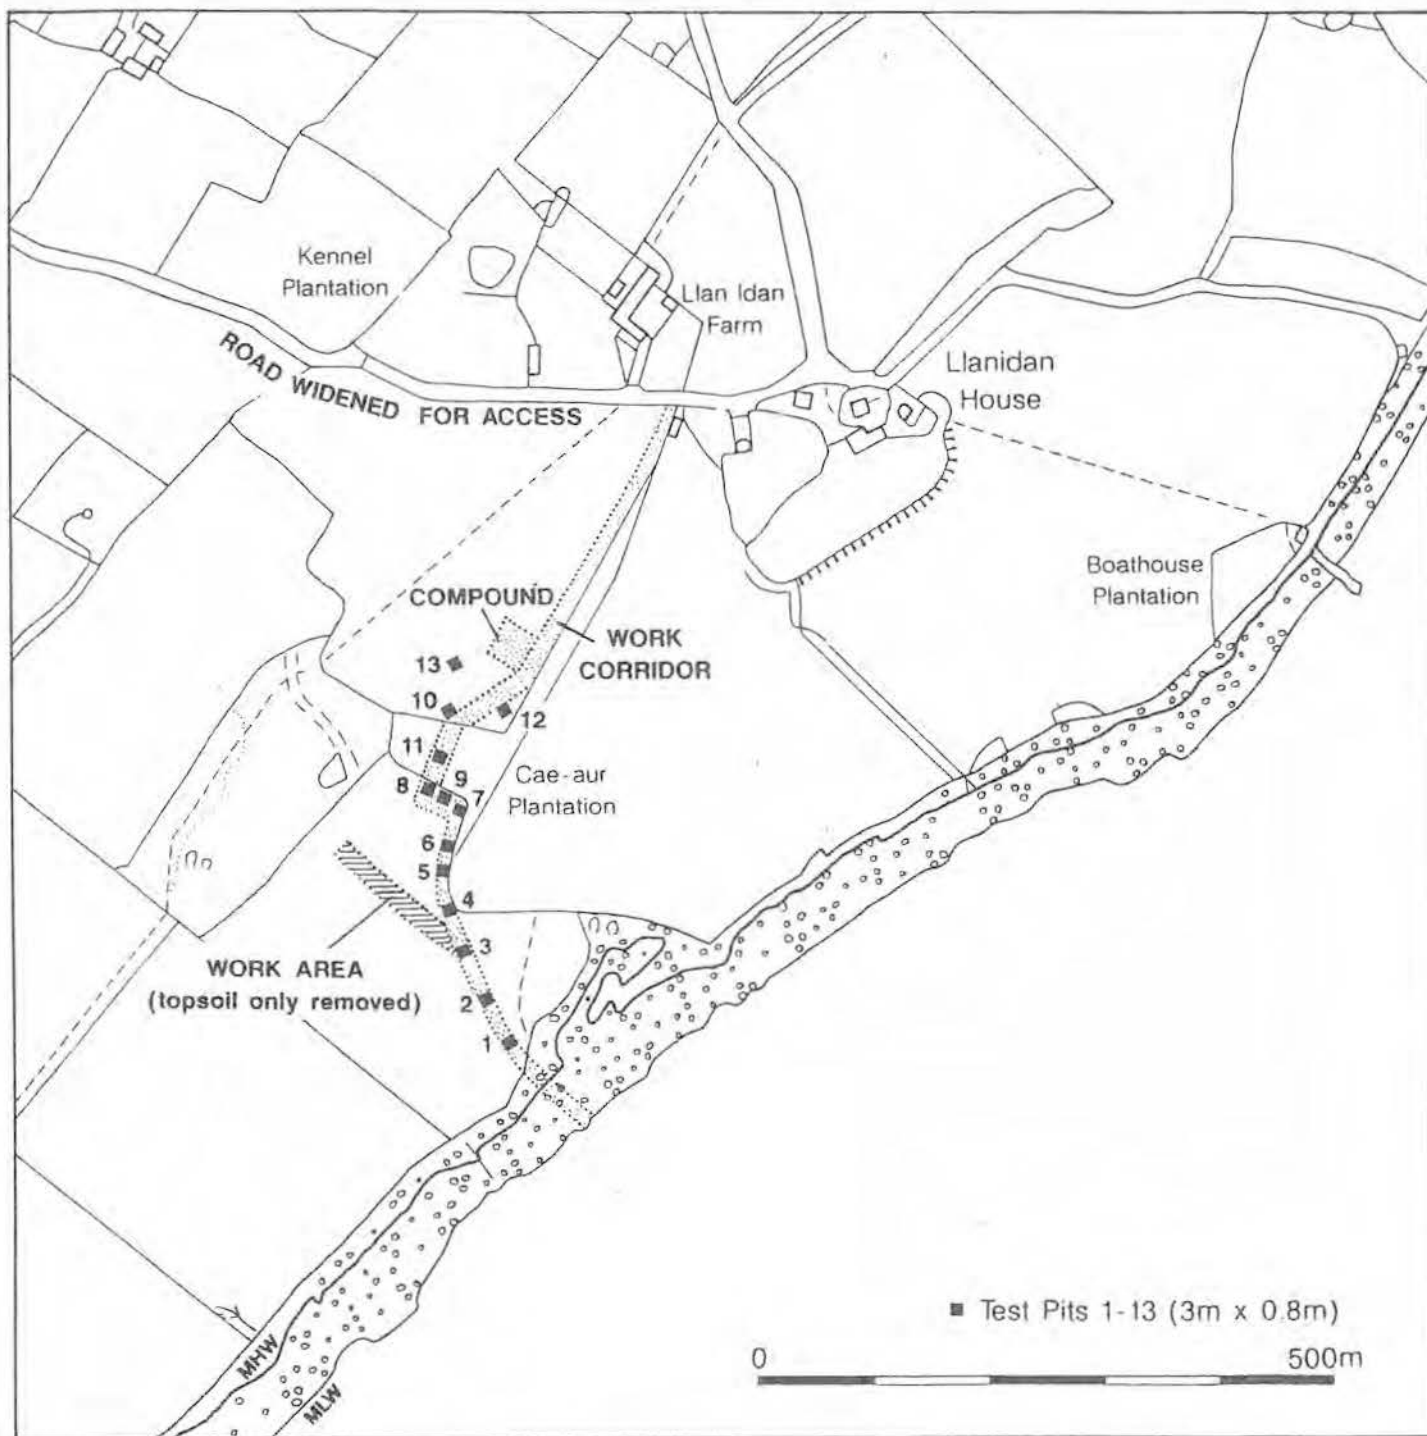 Kennel
Plantation
Llan Idan
Farm
ROAD WIDENED FOR ACCESS
Llanidan
House
Boathouse
Plantation
COMPOUND
WORK
CORRIDOR
13
10
12
11
9
8
7
Cae-aur
Plantation
6
5
4
3
WORK AREA
(topsoil only removed)
2
1
■ Test Pits 1-13 (3m x 0.8m)
0 500m
MHW
MLW